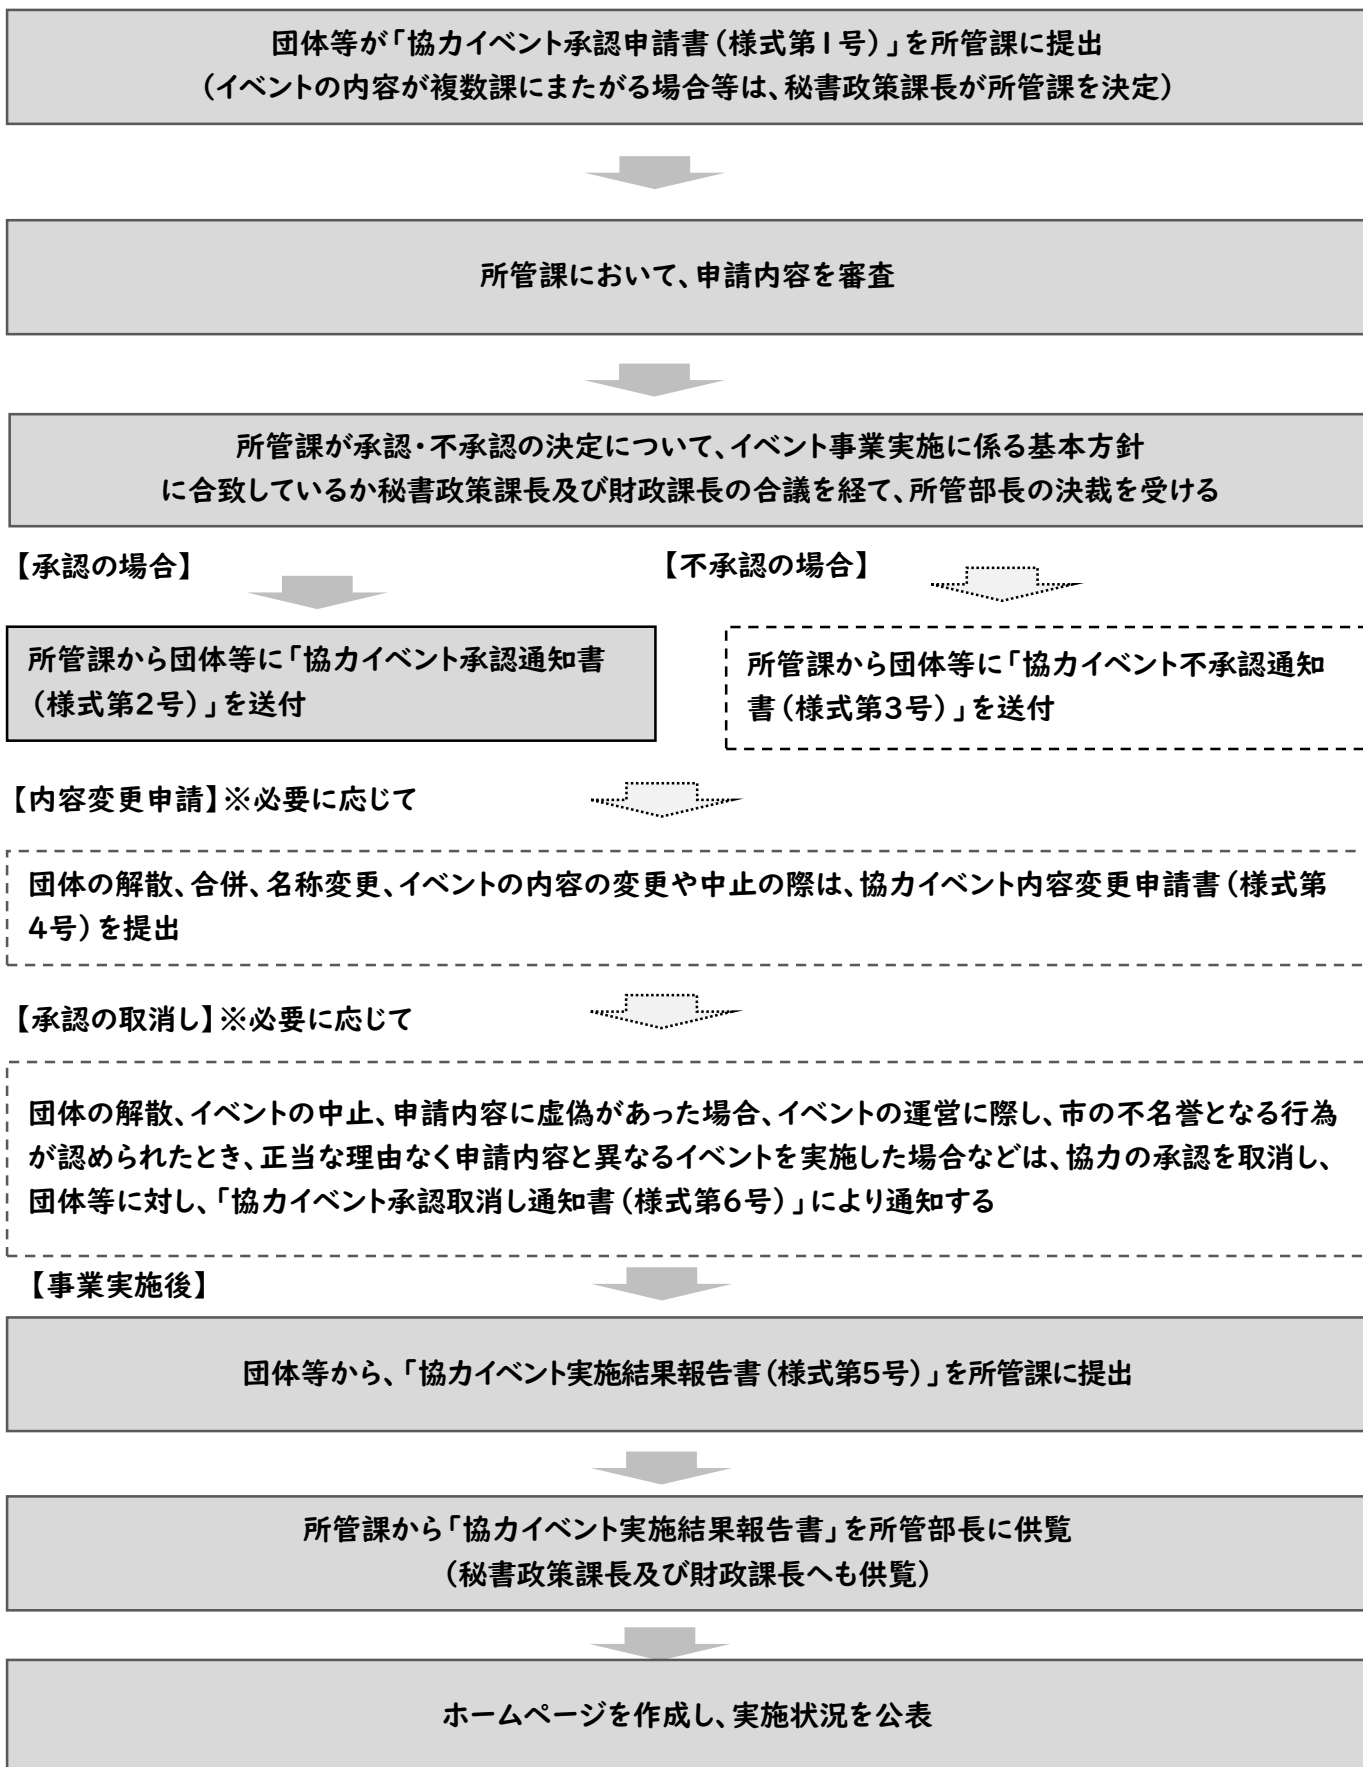 団体等が「協力イベント承認申請書(様式第1号)」を所管課に提出
(イベントの内容が複数課にまたがる場合等は、秘書政策課長が所管課を決定)
所管課において、申請内容を審査
所管課が承認・不承認の決定について、イベント事業実施に係る基本方針
に合致しているか秘書政策課長及び財政課長の合議を経て、所管部長の決裁を受ける
【承認の場合】
【不承認の場合】
所管課から団体等に「協力イベント承認通知書
(様式第2号)」を送付
所管課から団体等に「協力イベント不承認通知
書(様式第3号)」を送付
【内容変更申請】※必要に応じて
団体の解散、合併、名称変更、イベントの内容の変更や中止の際は、協力イベント内容変更申請書(様式第
4号)を提出
【承認の取消し】※必要に応じて
団体の解散、イベントの中止、申請内容に虚偽があった場合、イベントの運営に際し、市の不名誉となる行為
が認められたとき、正当な理由なく申請内容と異なるイベントを実施した場合などは、協力の承認を取消し、
団体等に対し、「協力イベント承認取消し通知書(様式第6号)」により通知する
【事業実施後】
団体等から、「協力イベント実施結果報告書(様式第5号)」を所管課に提出
所管課から「協力イベント実施結果報告書」を所管部長に供覧
(秘書政策課長及び財政課長へも供覧)
ホームページを作成し、実施状況を公表